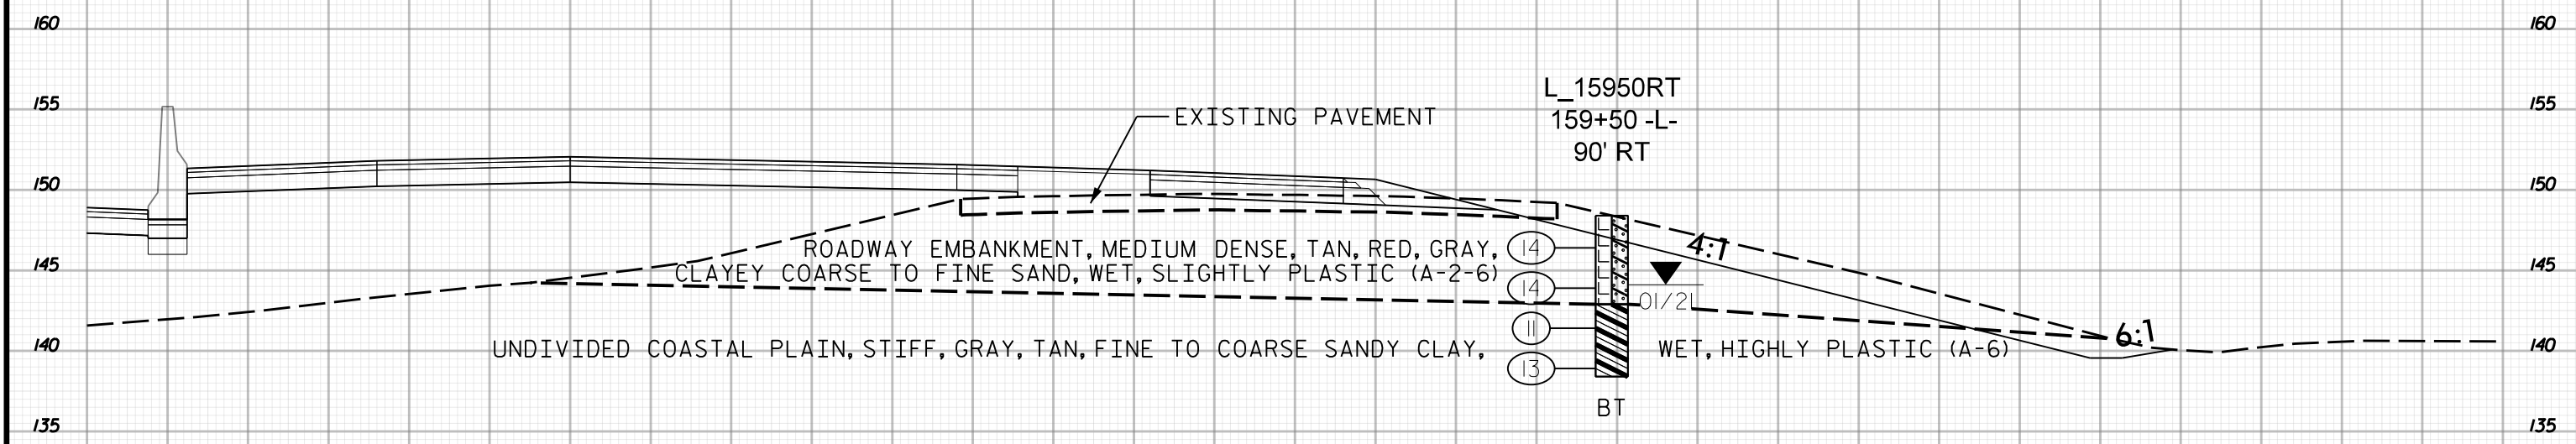 160 160
L_15950RT
155 155
EXISTING PAVEMENT
159+50 -L-
90' RT
150 150
ROADWAY EMBANKMENT, MEDIUM DENSE, TAN, RED, GRAY, 14
4:1
145 145
CLAYEY COARSE TO FINE SAND, WET, SLIGHTLY PLASTIC (A-2-6) 14
01/21
11
6:1
140 140
UNDIVIDED COASTAL PLAIN, STIFF, GRAY, TAN, FINE TO COARSE SANDY CLAY, WET, HIGHLY PLASTIC (A-6)
13
BT
135 135